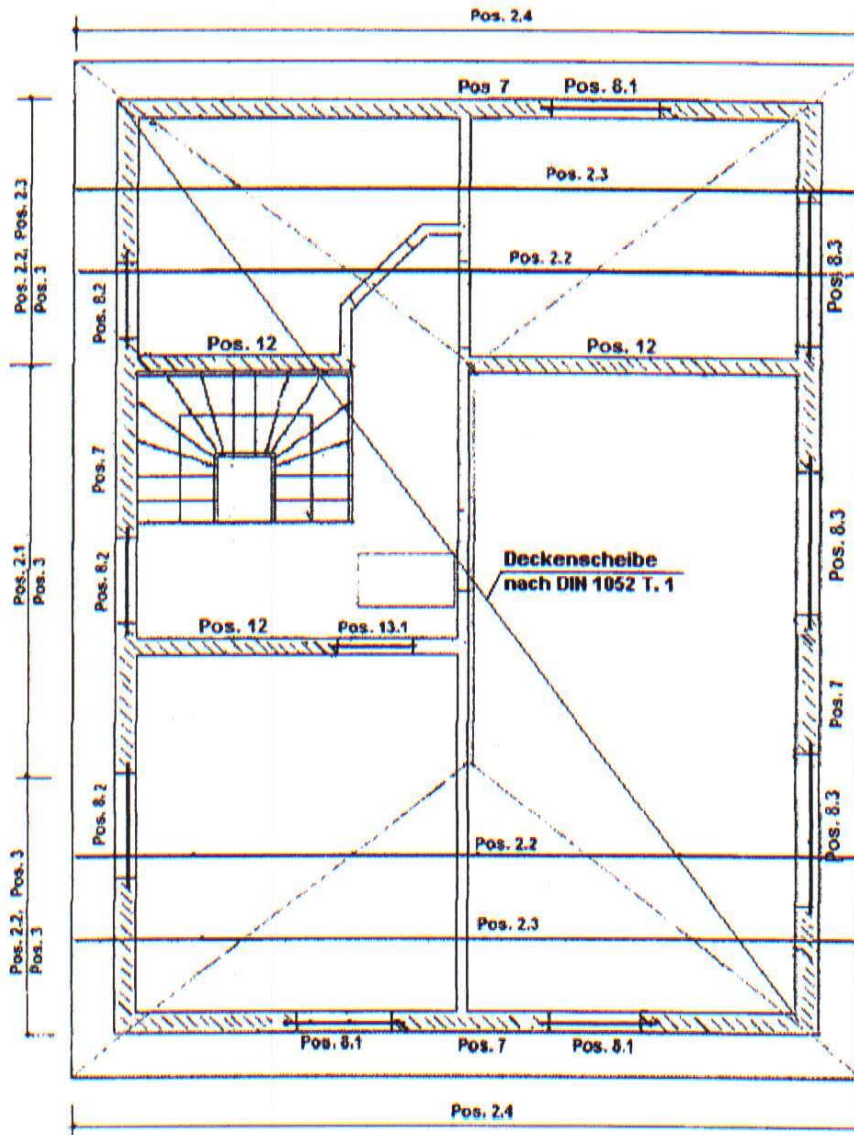 Pos. 2.4
Pos 7
Pos. 8.1
Pos. 2.3
Pos. 2.2
Pos. 2.2, Pos. 2.3
Pos. 3
Pos. 8.2
Pos. 8.3
Pos. 12
Pos. 12
Pos. 7
Pos. 2.1
Pos. 3
Pos. 8.2
Pos. 8.3
Deckenscheibe
nach DIN 1052 T. 1
Pos. 12
Pos. 13.1
Pos. 7
Pos. 8.2
Pos. 8.3
Pos. 2.2
Pos. 2.3
Pos. 2.2, Pos. 3
Pos. 3
Pos. 8.1
Pos. 7
Pos. 8.1
Pos. 2.4